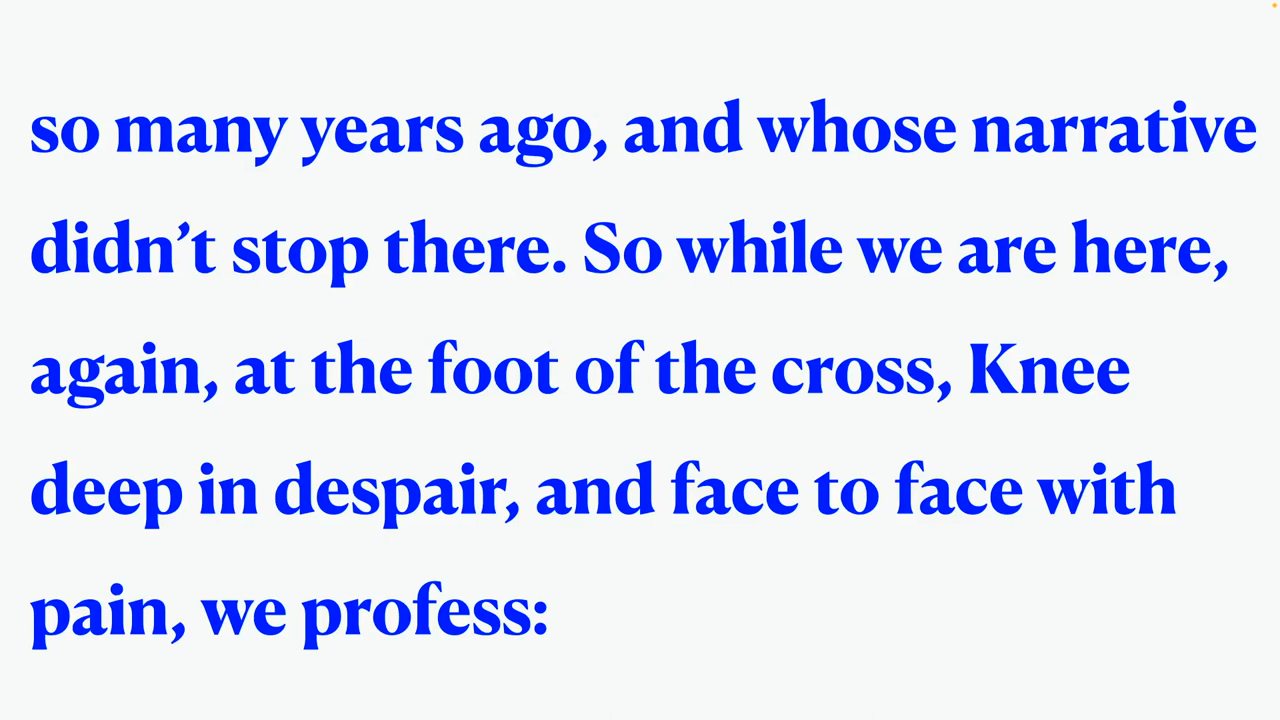 so many years ago, and whose narrative
didn’t stop there. So while we are here,
again, at the foot of the cross, Knee
deep in despair, and face to face with
pain, we profess: